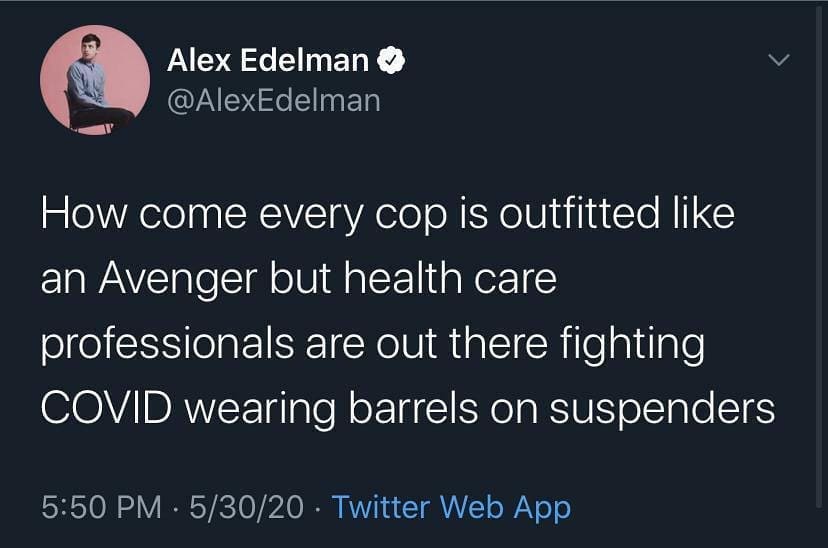 Alex Edelman
@AlexEdelman
How come every cop is outfitted like
an Avenger but health care
professionals are out there fighting
COVID wearing barrels on suspenders
5:50 PM · 5/30/20 · Twitter Web App